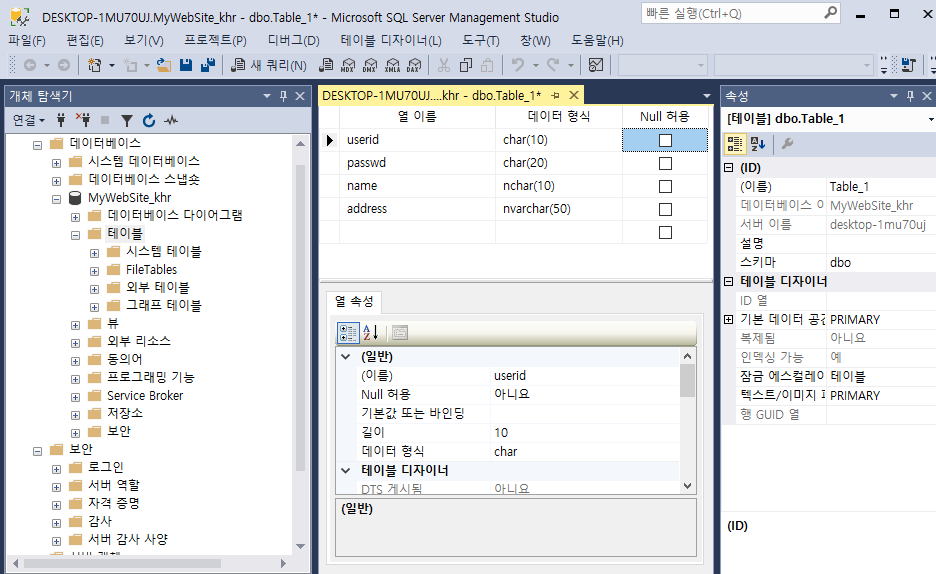 DESKTOP-1MU70UJ.MyWebSite_khr - dbo.Table_1* - Microsoft SQL Server Management Studio
빠른 실행(Ctrl+Q)
파일(F) 편집(E) 보기(V) 프로젝트(P) 디버그(D) 테이블 디자이너(L) 도구(T) 창(W) 도움말(H)
새 쿼리(N)
MDX DMX XMLA DAX
개체 탐색기
연결
데이터베이스
시스템 데이터베이스
데이터베이스 스냅숏
MyWebSite_khr
데이터베이스 다이어그램
테이블
시스템 테이블
FileTables
외부 테이블
그래프 테이블
뷰
외부 리소스
동의어
프로그래밍 기능
Service Broker
저장소
보안
보안
로그인
서버 역할
자격 증명
감사
서버 감사 사양
DESKTOP-1MU70UJ....khr - dbo.Table_1*
열 이름 데이터 형식 Null 허용
userid char(10)
passwd char(20)
name nchar(10)
address nvarchar(50)
열 속성
(일반)
(이름) userid
Null 허용 아니요
기본값 또는 바인딩
길이 10
데이터 형식 char
테이블 디자이너
DTS 게시됨 아니요
(일반)
속성
[테이블] dbo.Table_1
(ID)
(이름) Table_1
데이터베이스 이 MyWebSite_khr
서버 이름 desktop-1mu70uj
설명
스키마 dbo
테이블 디자이너
ID 열
기본 데이터 공간 PRIMARY
복제됨 아니요
인덱싱 가능 예
잠금 에스컬레이 테이블
텍스트/이미지 PRIMARY
행 GUID 열
(ID)